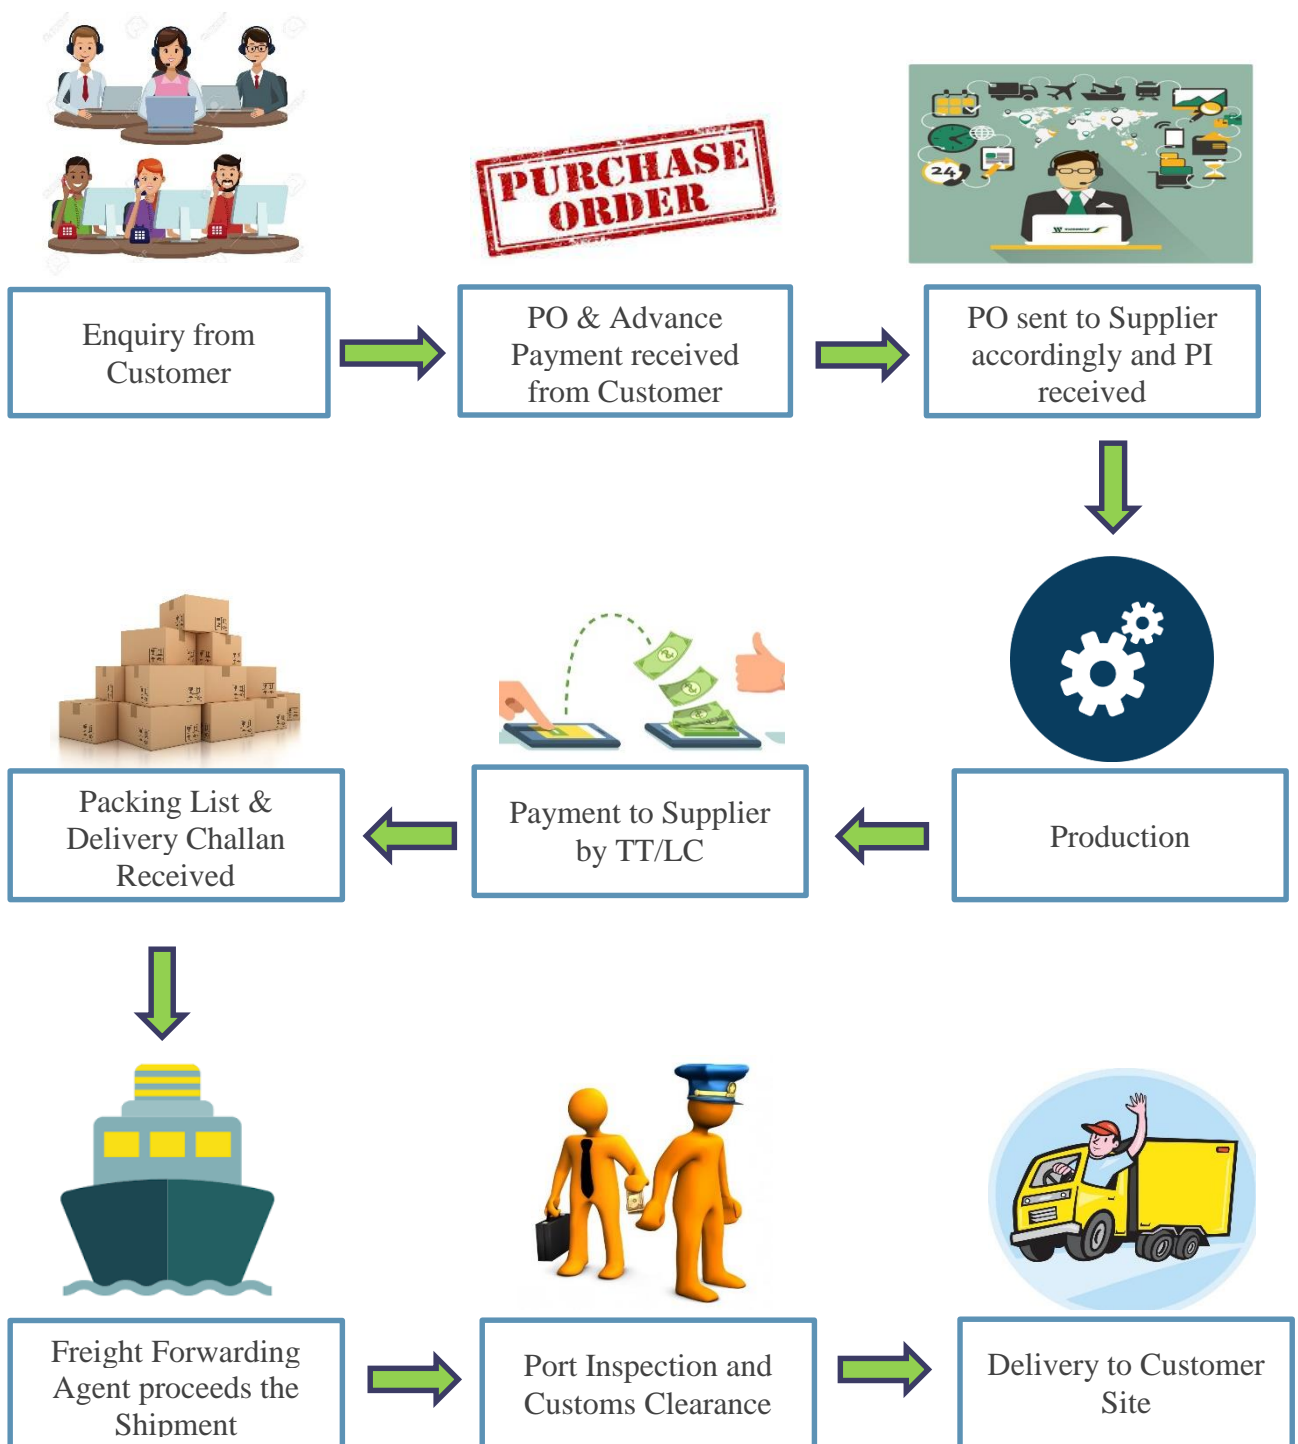 PURCHASE
ORDER
24
Enquiry from
Customer
PO & Advance
Payment received
from Customer
PO sent to Supplier
accordingly and PI
received
Packing List &
Delivery Challan
Received
Payment to Supplier
by TT/LC
Production
Freight Forwarding
Agent proceeds the
Shipment
Port Inspection and
Customs Clearance
Delivery to Customer
Site